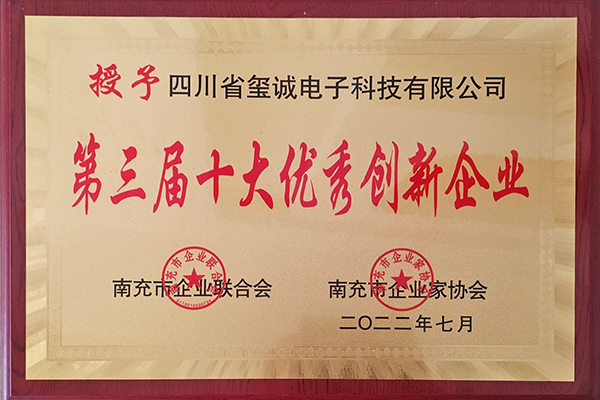 授予 四川省玺诚电子科技有限公司
第三届十大优秀创新企业
南充市企业联合会 南充市企业家协会
二〇二二年七月